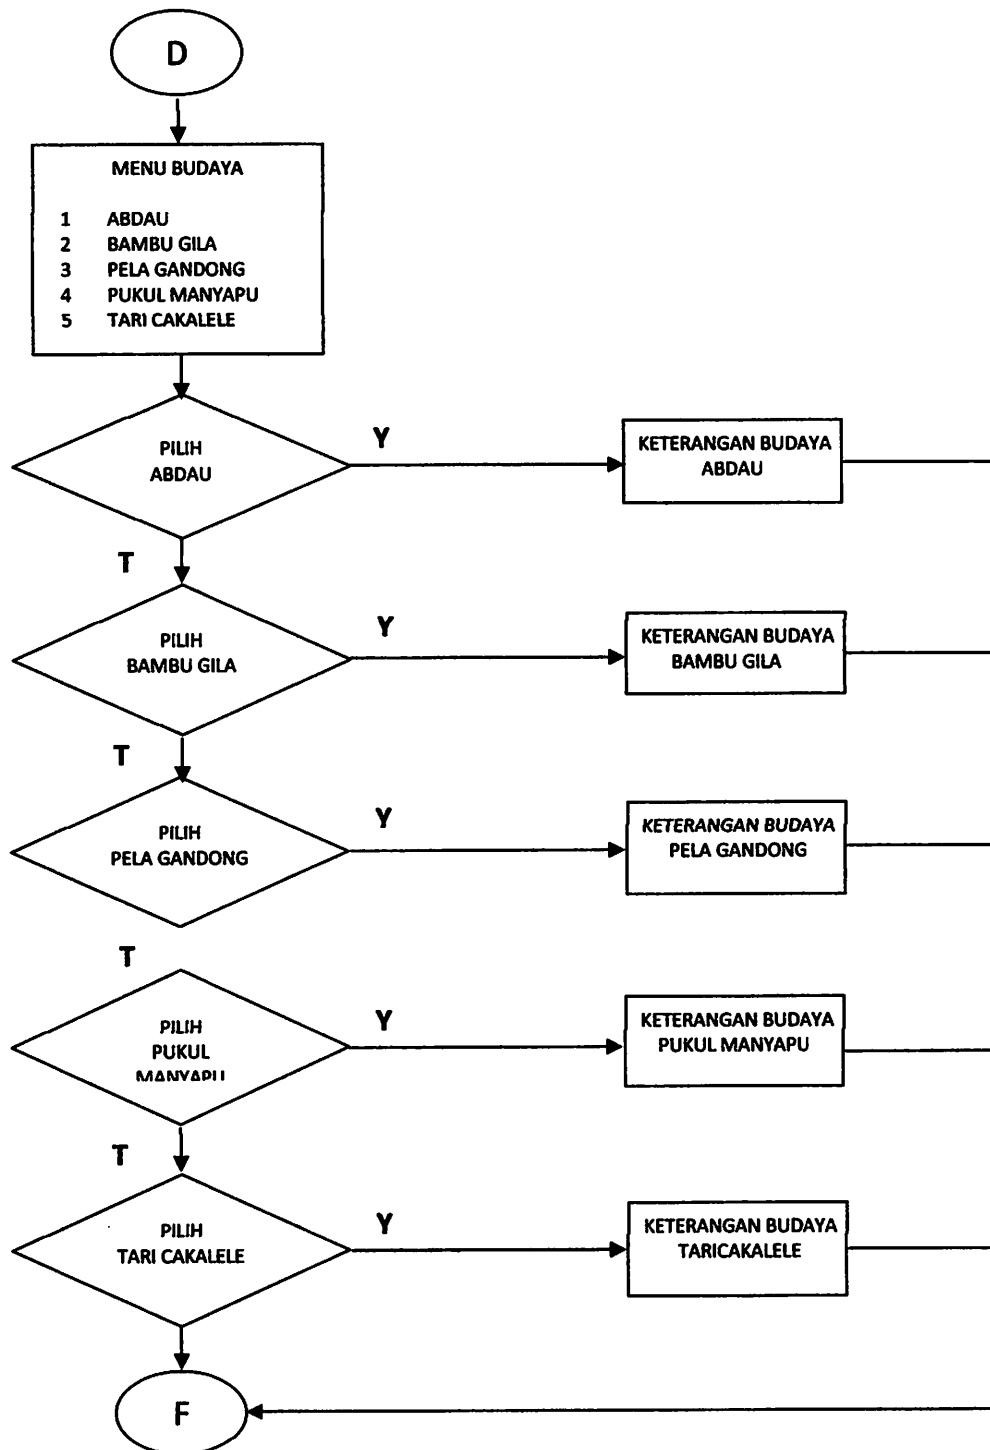 D
MENU BUDAYA
1 ABDAU
2 BAMBU GILA
3 PELA GANDONG
4 PUKUL MANYAPU
5 TARI CAKALELE
PILIH
ABDAU
Y
KETERANGAN BUDAYA
ABDAU
T
PILIH
BAMBU GILA
Y
KETERANGAN BUDAYA
BAMBU GILA
T
PILIH
PELA GANDONG
Y
KETERANGAN BUDAYA
PELA GANDONG
T
PILIH
PUKUL
MANYAPU
Y
KETERANGAN BUDAYA
PUKUL MANYAPU
T
PILIH
TARI CAKALELE
Y
KETERANGAN BUDAYA
TARICAKALELE
F